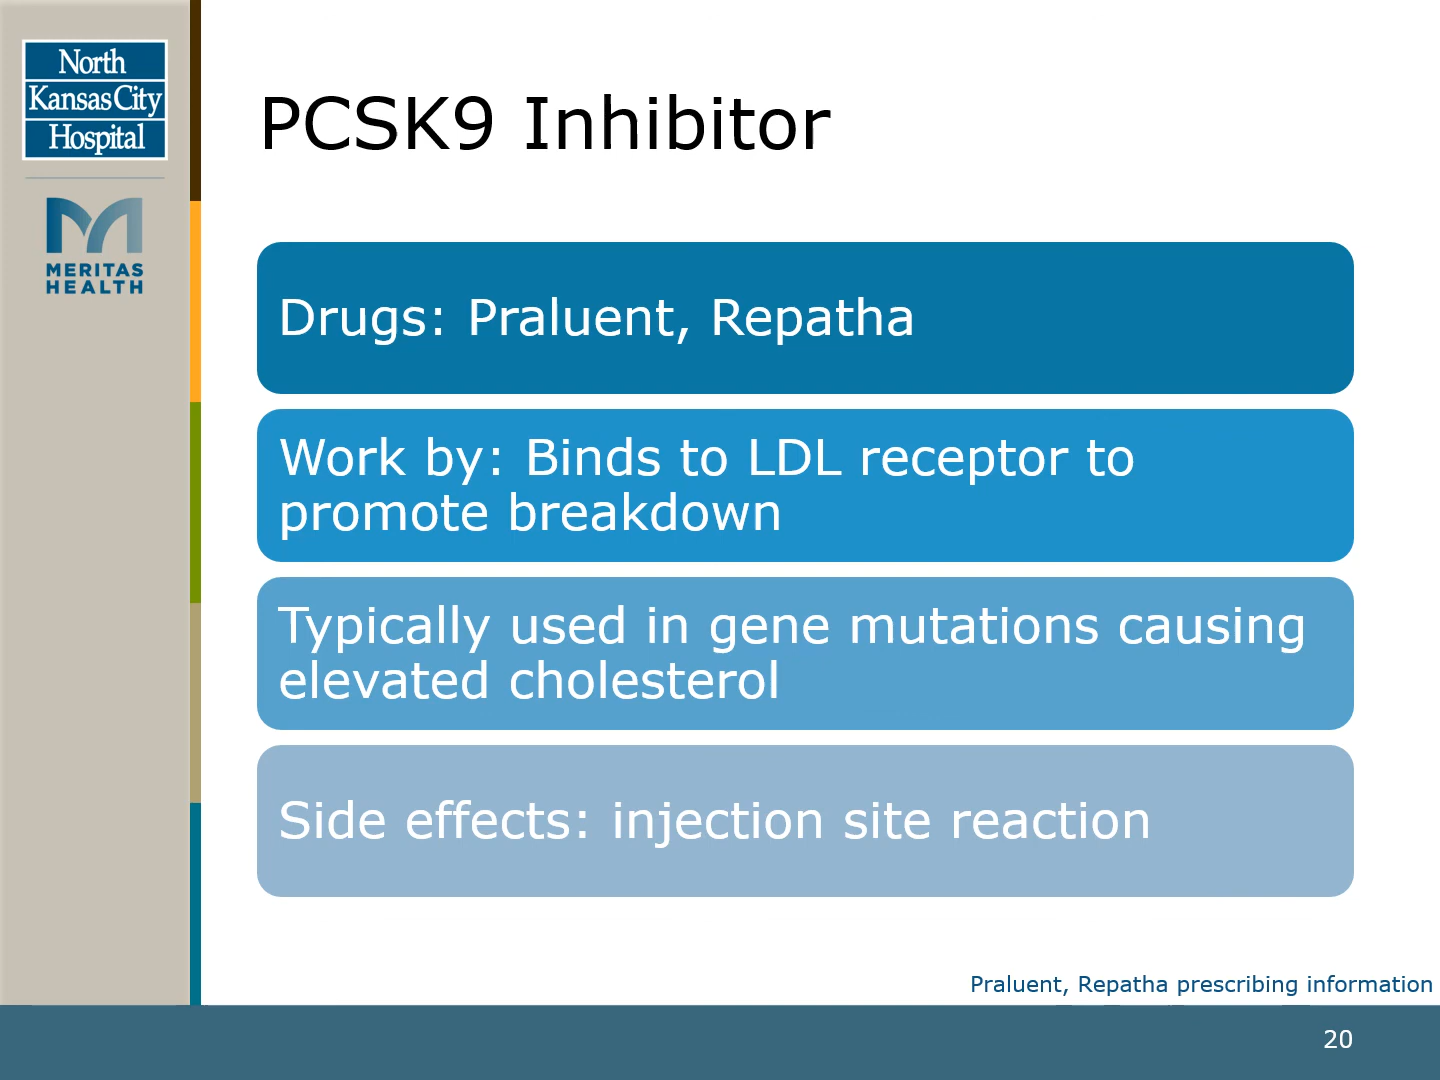 North
Kansas City
Hospital
MERITAS
HEALTH
PCSK9 Inhibitor
Drugs: Praluent, Repatha
Work by: Binds to LDL receptor to
promote breakdown
Typically used in gene mutations causing
elevated cholesterol
Side effects: injection site reaction
Praluent, Repatha prescribing information
20